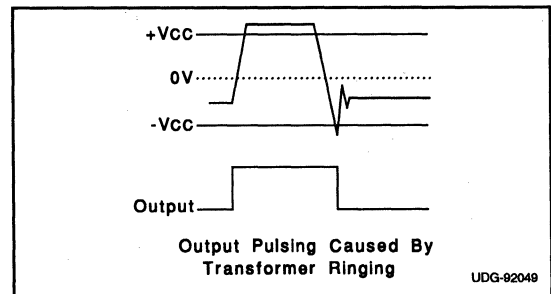 +VCC
0V
-VCC
Output
Output Pulsing Caused By
Transformer Ringing
UDG-92049